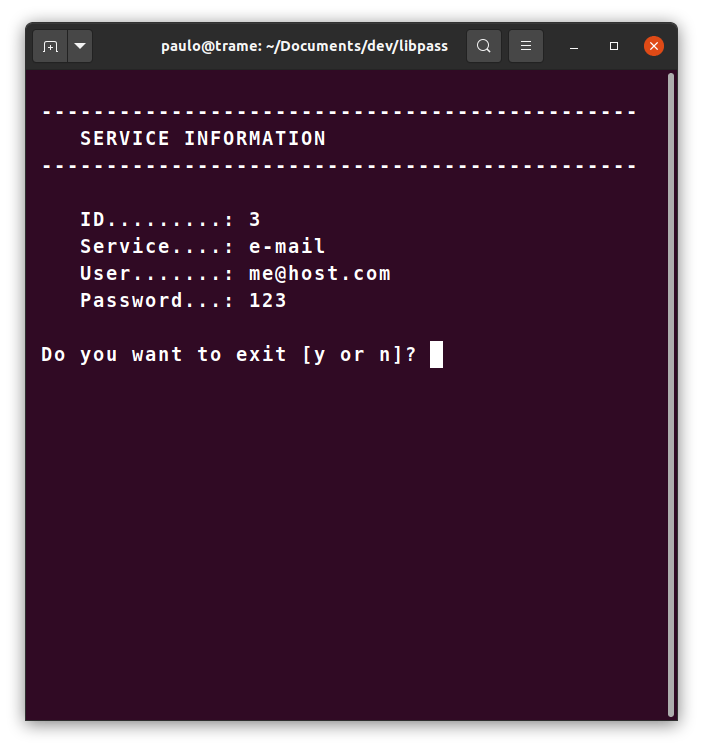 paulo@trame: ~/Documents/dev/libpass
----------------------------------------------
SERVICE INFORMATION
----------------------------------------------
ID.........: 3
Service....: e-mail
User.......: me@host.com
Password...: 123
Do you want to exit [y or n]?